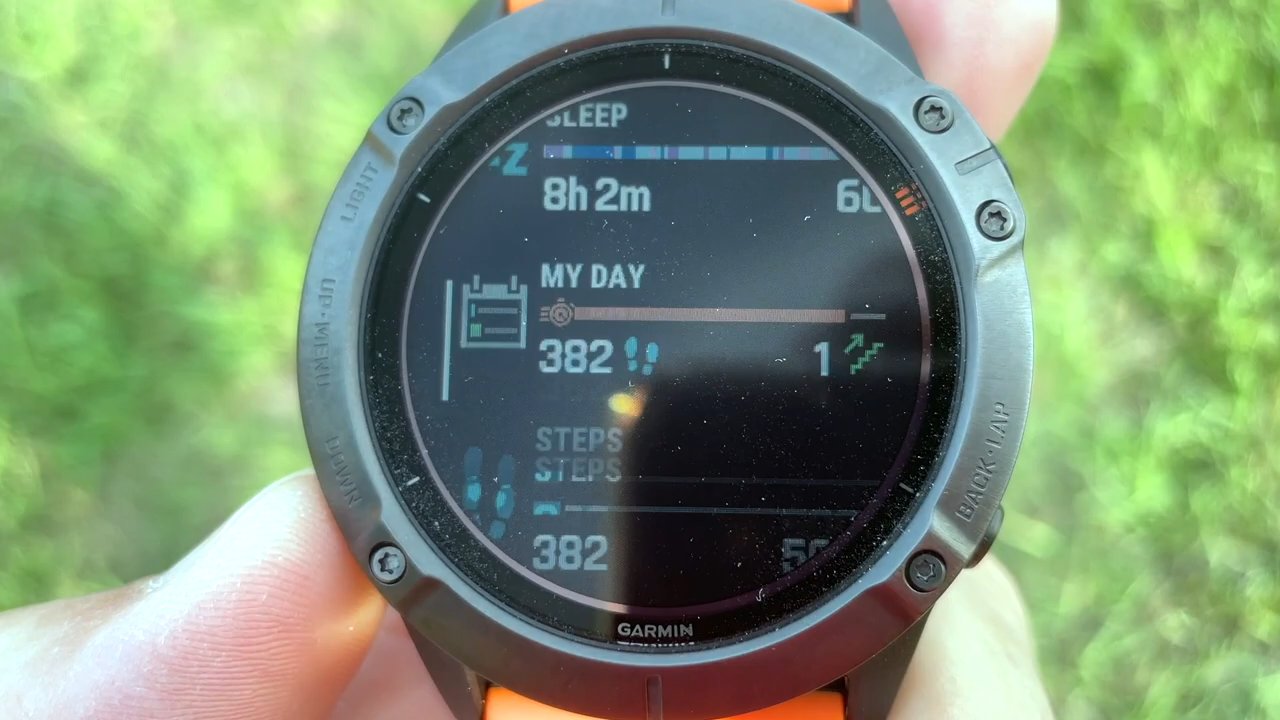 SLEEP
8h 2m
MY DAY
382
1
STEPS
STEPS
382
GARMIN
LIGHT
UP·MENU
DOWN
BACK·LAP